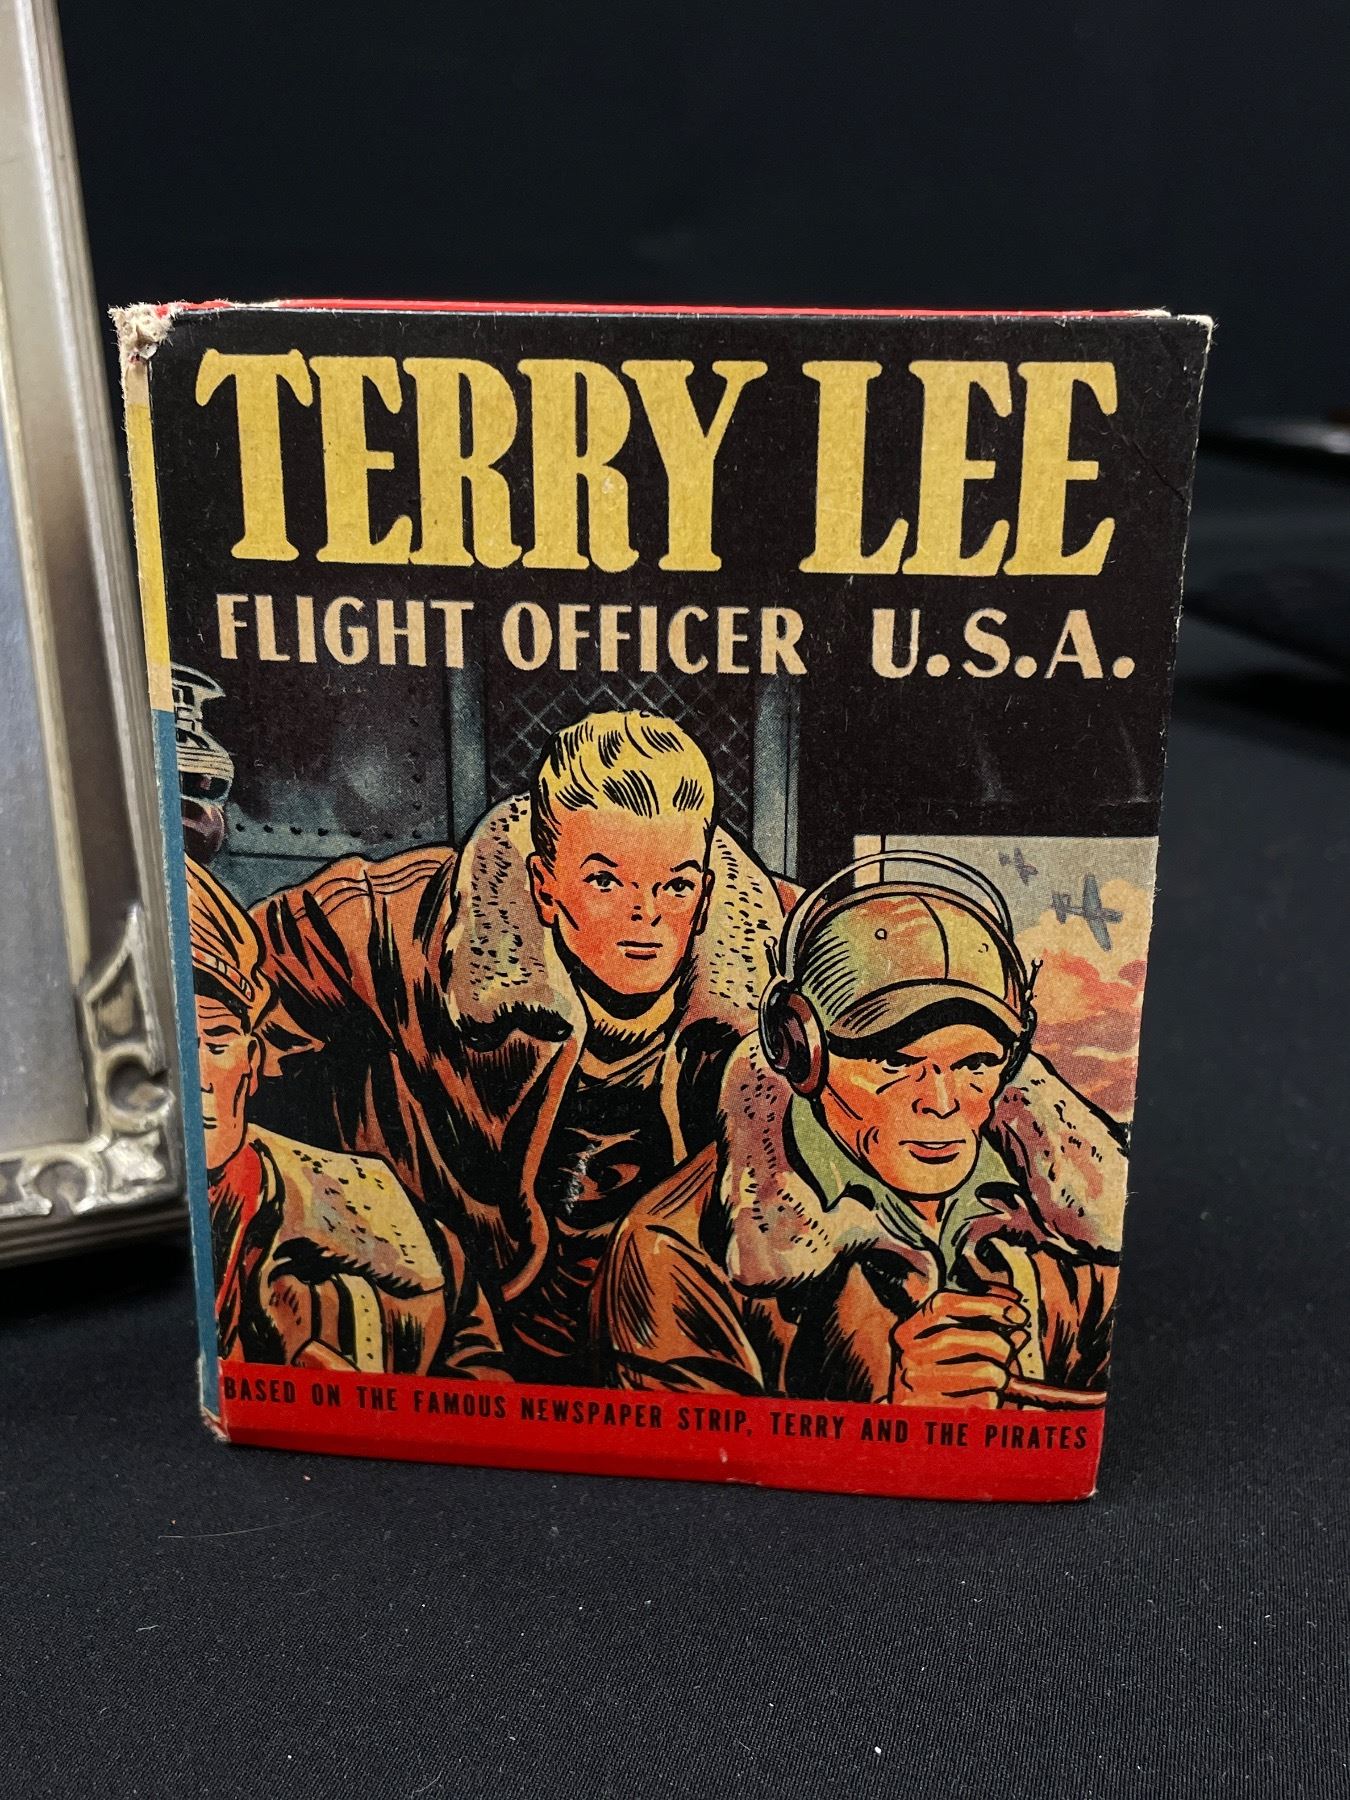 TERRY LEE
FLIGHT OFFICER U.S.A.
BASED ON THE FAMOUS NEWSPAPER STRIP, TERRY AND THE PIRATES